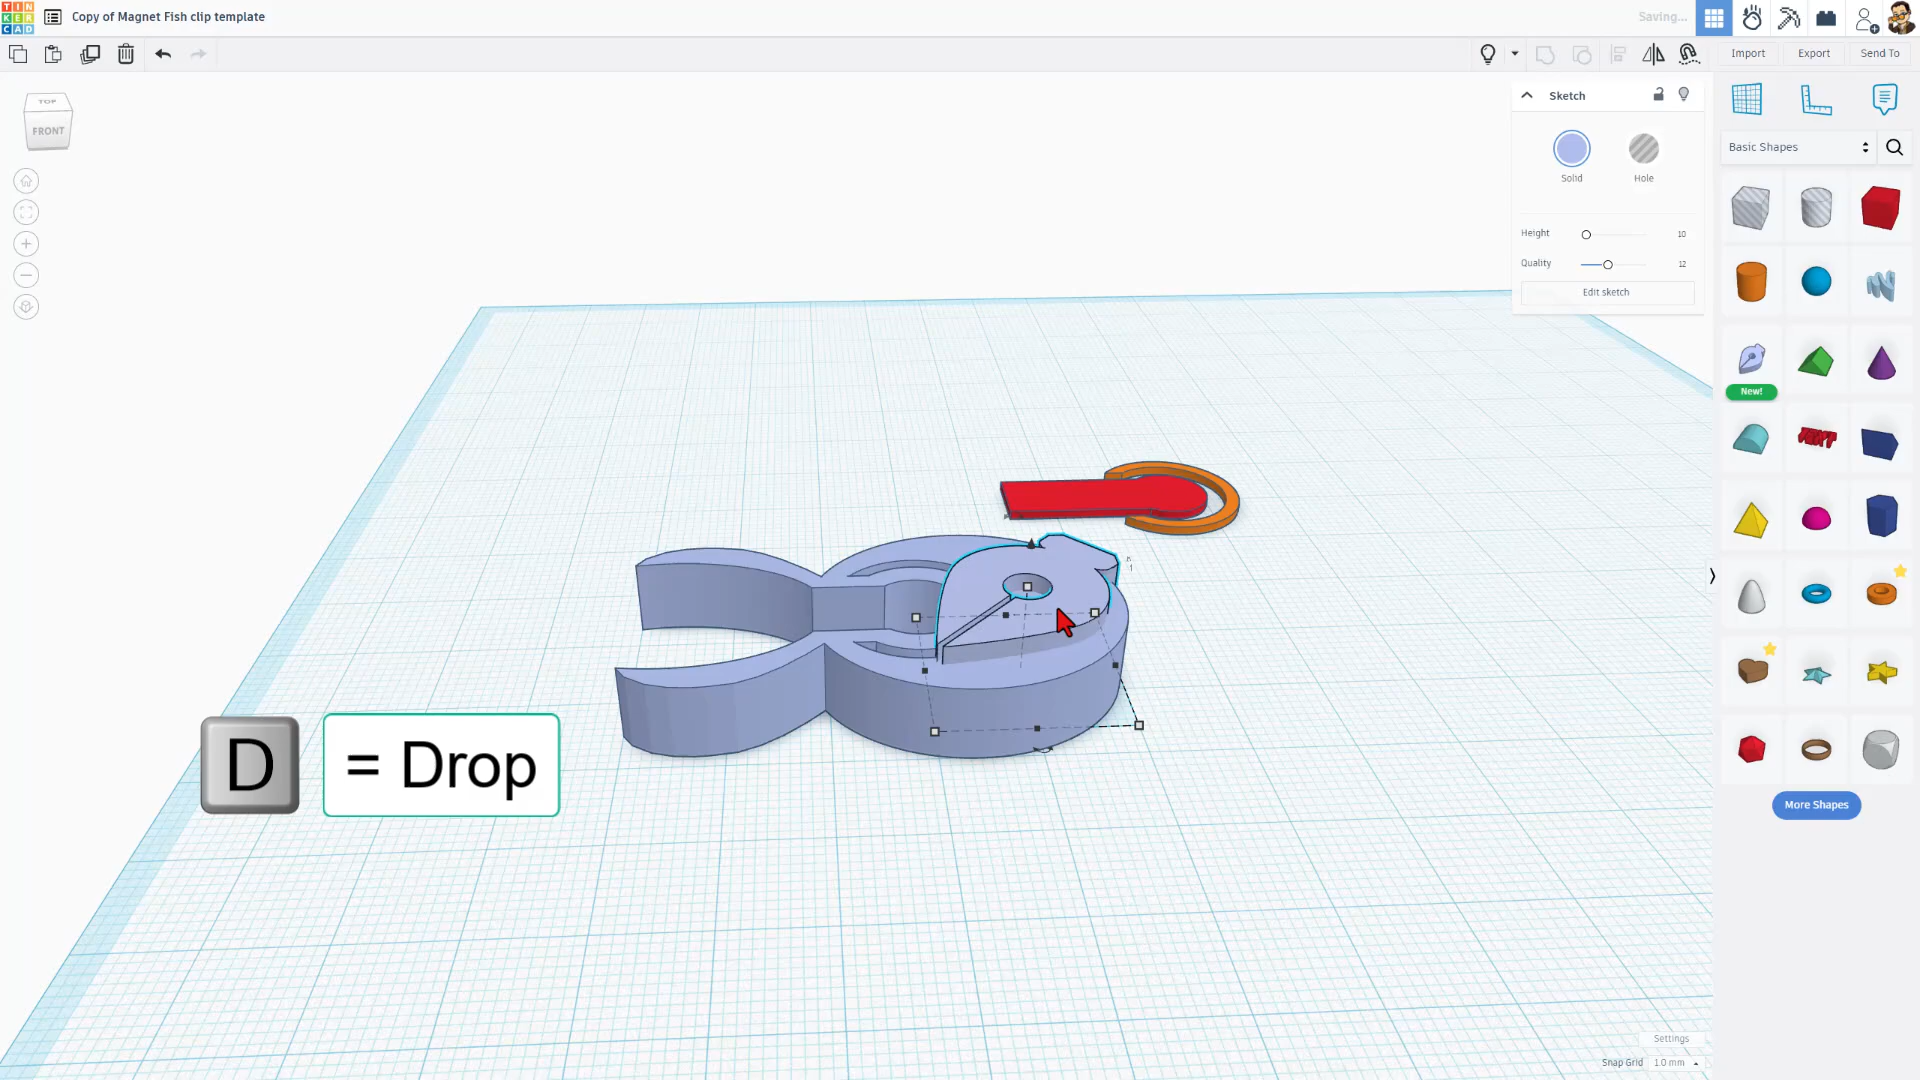 TIN
KER
CAD
Copy of Magnet Fish clip template
Saving...
Import
Export
Send To
TOP
FRONT
Sketch
Solid
Hole
Height
10
Quality
12
Edit sketch
Basic Shapes
New!
TEXT
D
= Drop
More Shapes
Settings
Snap Grid 1.0 mm